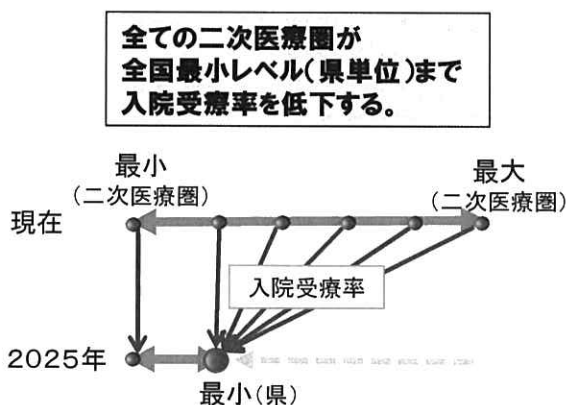 全ての二次医療圏が
全国最小レベル(県単位)まで
入院受療率を低下する。
最小
(二次医療圏)
最大
(二次医療圏)
現在
入院受療率
2025年
最小(県)